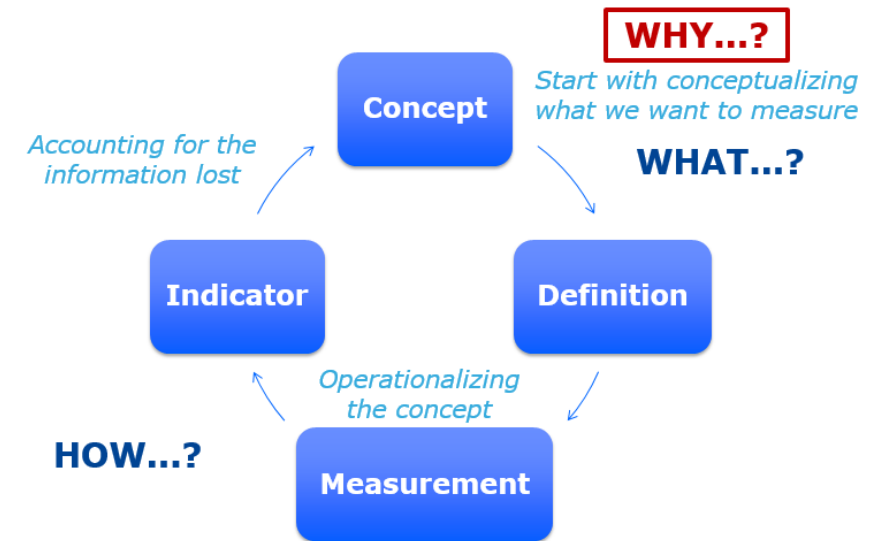 WHY...?
Concept
Start with conceptualizing
what we want to measure
Accounting for the
information lost
WHAT...?
Indicator
Definition
Operationalizing
the concept
HOW...?
Measurement